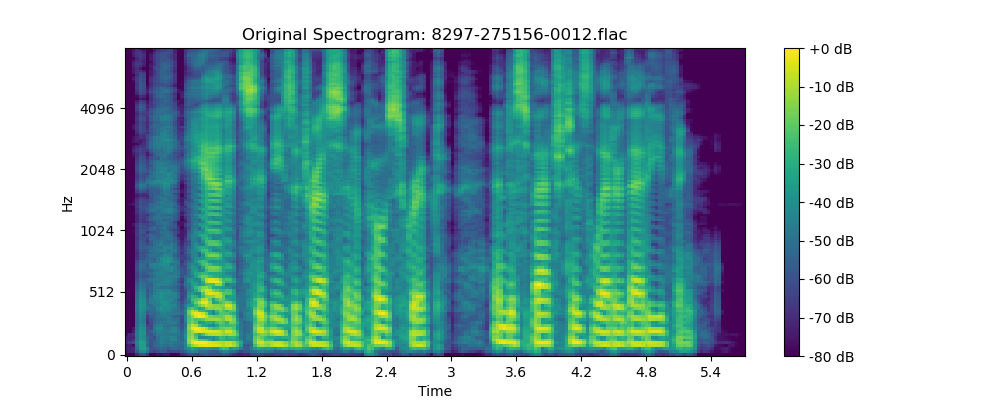 Original Spectrogram: 8297-275156-0012.flac
Hz
4096
2048
1024
512
0
0 0.6 1.2 1.8 2.4 3 3.6 4.2 4.8 5.4
Time
+0 dB
-10 dB
-20 dB
-30 dB
-40 dB
-50 dB
-60 dB
-70 dB
-80 dB